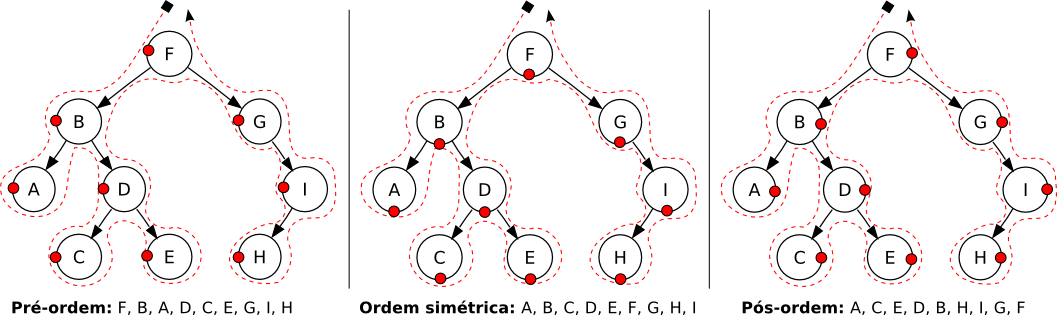 F
B
G
A
D
I
C
E
H
Pré-ordem: F, B, A, D, C, E, G, I, H
F
B
G
A
D
I
C
E
H
Ordem simétrica: A, B, C, D, E, F, G, H, I
F
B
G
A
D
I
C
E
H
Pós-ordem: A, C, E, D, B, H, I, G, F